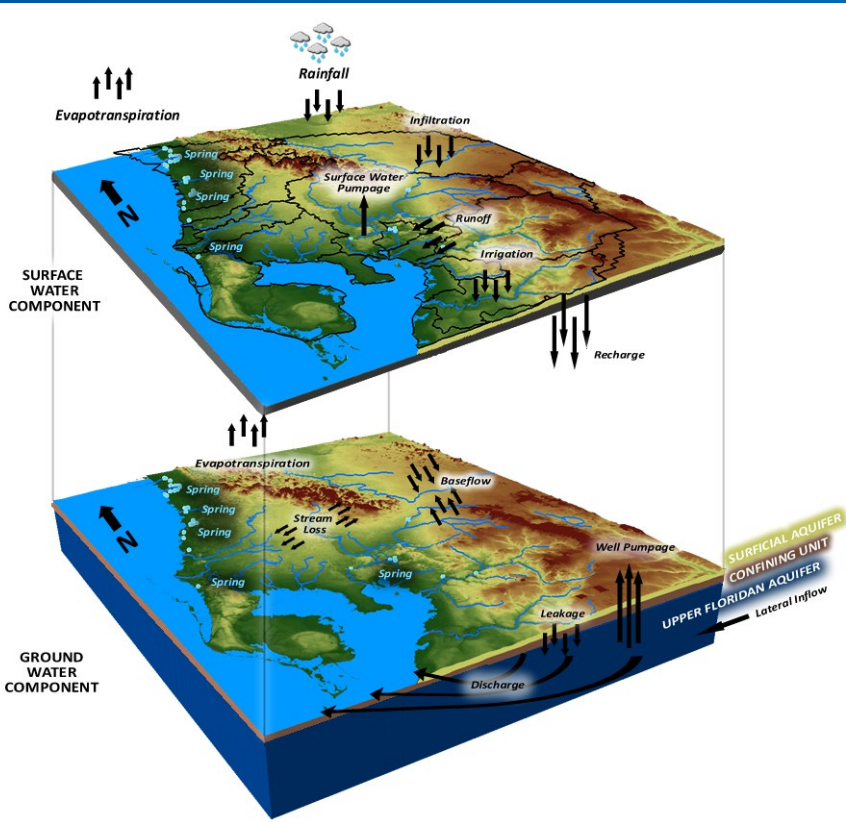 Rainfall
Evapotranspiration
Infiltration
Spring
Spring
Surface Water
Pumpage
Spring
N
Runoff
Spring
Irrigation
SURFACE
WATER
COMPONENT
Recharge
Evapotranspiration
Baseflow
Spring
Spring
Stream
Loss
N
Spring
Well Pumpage
SURFICIAL AQUIFER
CONFINING UNIT
UPPER FLORIDAN AQUIFER
Spring
Spring
Lateral Inflow
Leakage
GROUND
WATER
COMPONENT
Discharge